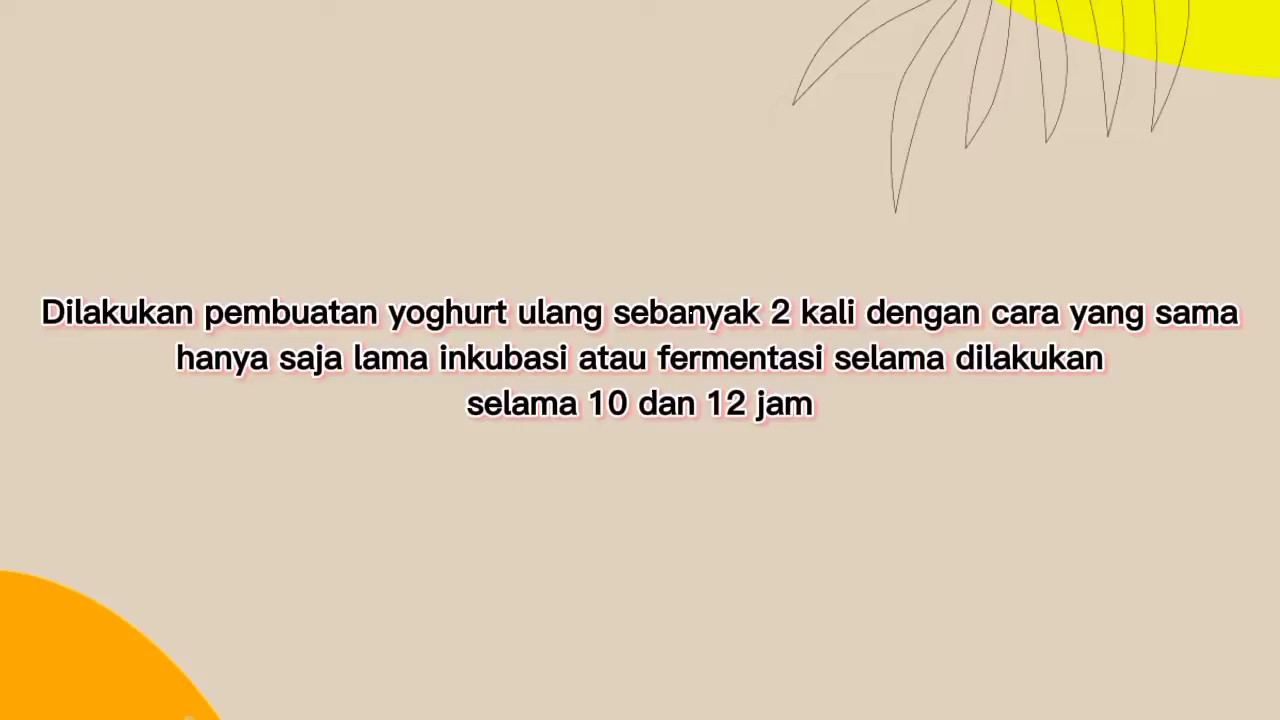 Dilakukan pembuatan yoghurt ulang sebanyak 2 kali dengan cara yang sama
hanya saja lama inkubasi atau fermentasi selama dilakukan
selama 10 dan 12 jam